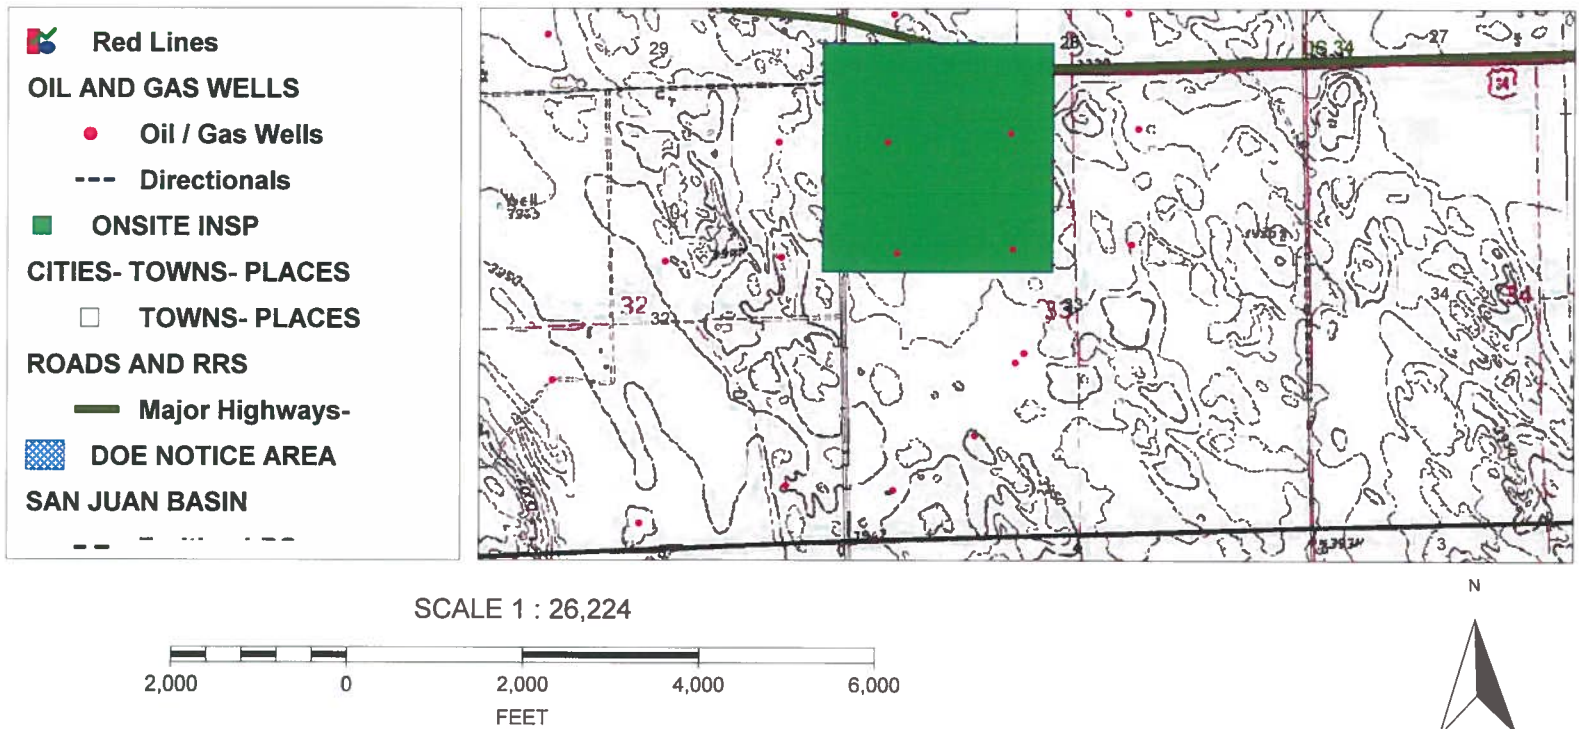 Red Lines
OIL AND GAS WELLS
Oil / Gas Wells
Directionals
ONSITE INSP
CITIES- TOWNS- PLACES
TOWNS- PLACES
ROADS AND RRS
Major Highways-
DOE NOTICE AREA
SAN JUAN BASIN
29
28
27
34
Well
32
32
33
34
34
3
SCALE 1 : 26,224
2,000
0
2,000
4,000
6,000
FEET
N